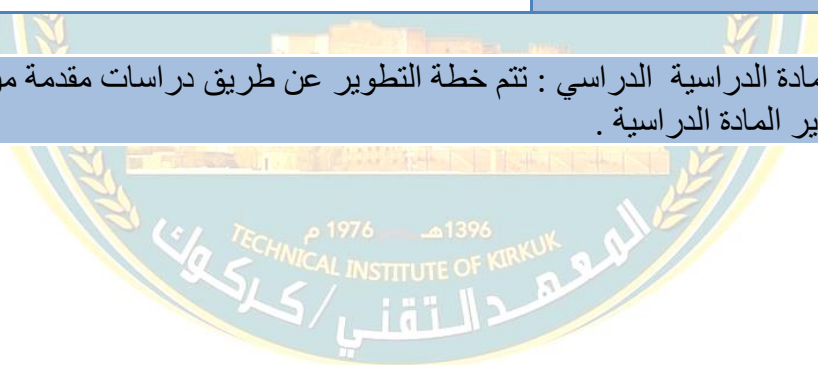 مادة الدراسية الدراسي : تتم خطة التطوير عن طريق دراسات مقدمة
ير المادة الدراسية .
1396هـ 1976 م
TECHNICAL INSTITUTE OF KIRKUK
المعهد التقني / كركوك